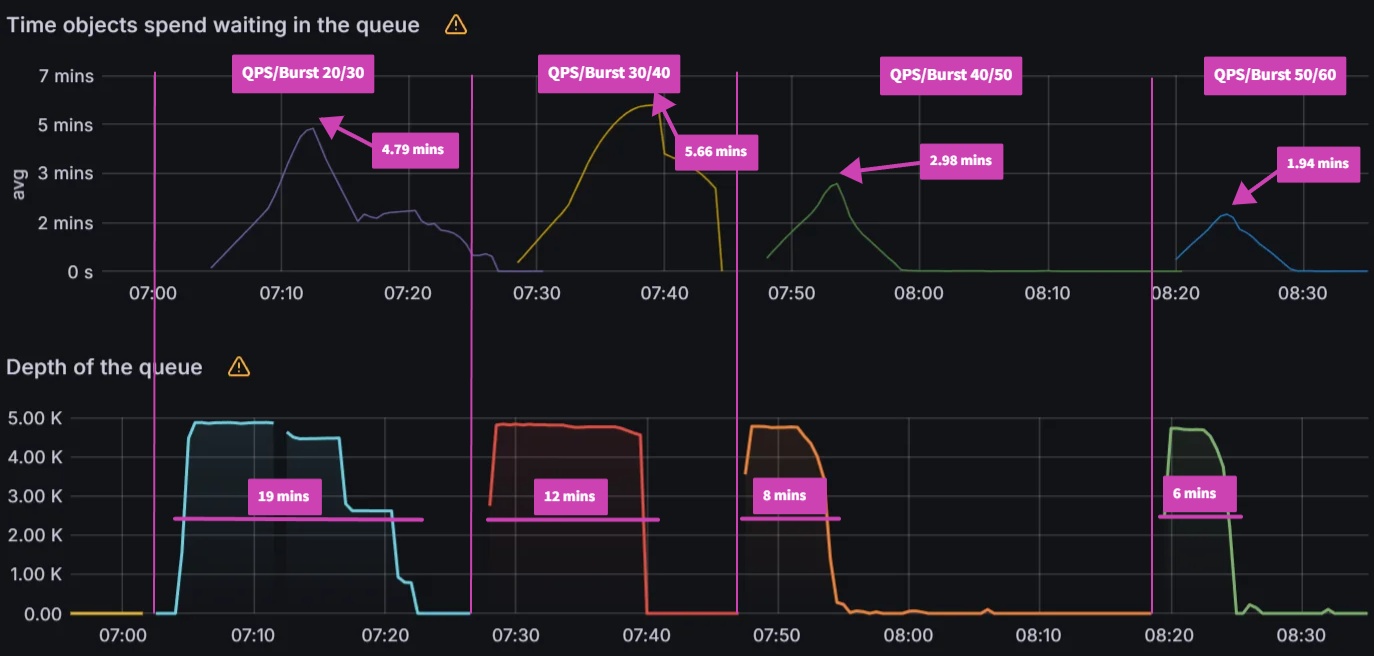 Time objects spend waiting in the queue
QPS/Burst 20/30
QPS/Burst 30/40
QPS/Burst 40/50
QPS/Burst 50/60
7 mins
5 mins
3 mins
2 mins
0 s
avg
4.79 mins
5.66 mins
2.98 mins
1.94 mins
07:00 07:10 07:20 07:30 07:40 07:50 08:00 08:10 08:20 08:30
Depth of the queue
5.00 K
4.00 K
3.00 K
2.00 K
1.00 K
0.00
19 mins
12 mins
8 mins
6 mins
07:00 07:10 07:20 07:30 07:40 07:50 08:00 08:10 08:20 08:30